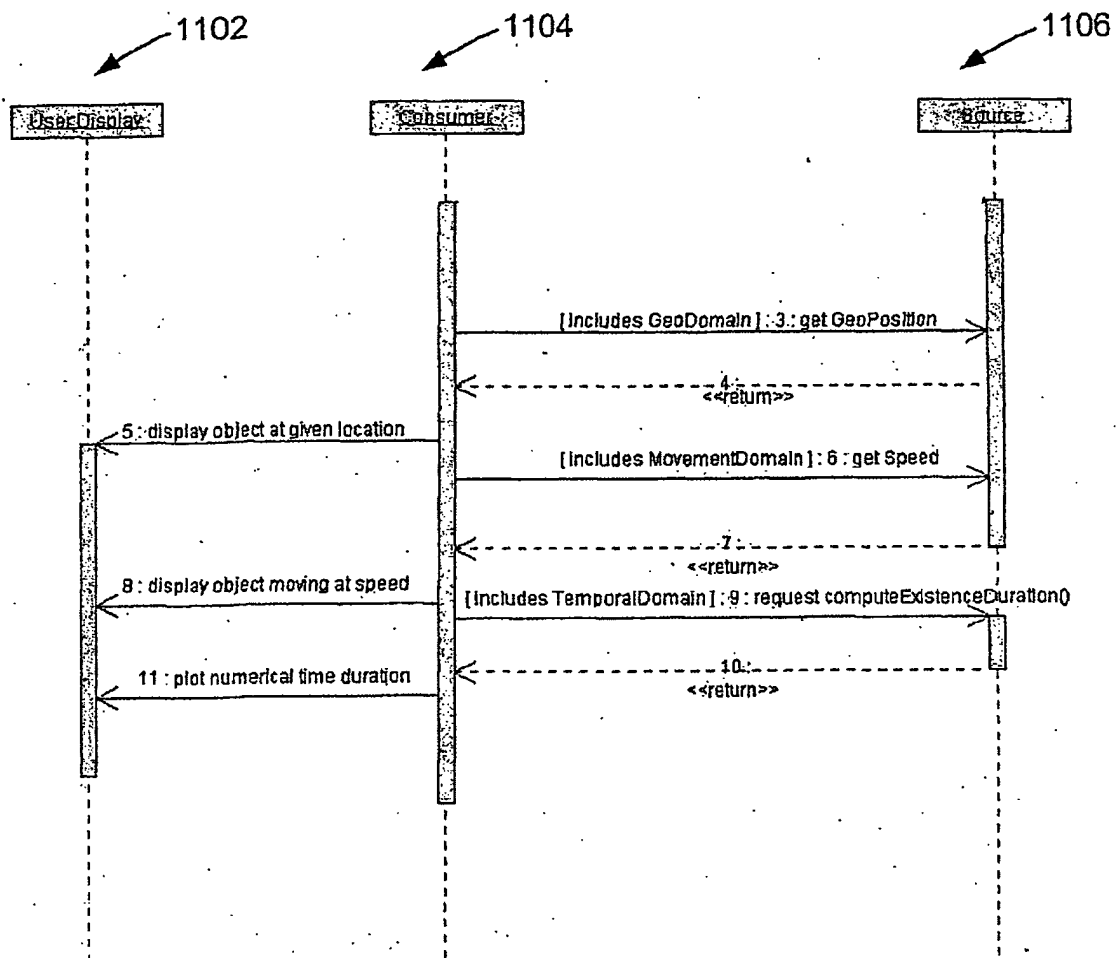 1102
1104
1106
UserDisplay
Consumer
Source
[Includes GeoDomain] : 3 : get GeoPosition
4 :
<<return>>
5 : display object at given location
[Includes MovementDomain] : 6 : get Speed
7 :
<<return>>
8 : display object moving at speed
[Includes TemporalDomain] : 9 : request computeExistenceDuration()
10 :
<<return>>
11 : plot numerical time duration